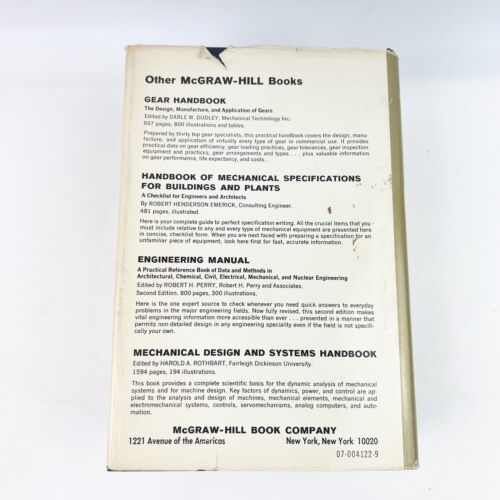 Other McGRAW-HILL Books
GEAR HANDBOOK
The Design, Manufacture, and Application of Gears
Edited by DARLE W. DUDLEY, Mechanical Technology Inc.
937 pages, 800 illustrations and tables.
Prepared by thirty top gear specialists, this practical handbook covers the design, manu-
facture, and application of virtually every type of gear in commercial use. It provides
practical data on gear efficiency, gear loading practices, gear tolerances, gear inspection
equipment and practices, gear arrangements and types . . . plus valuable information
on gear performance, life expectancy, and costs.
HANDBOOK OF MECHANICAL SPECIFICATIONS
FOR BUILDINGS AND PLANTS
A Checklist for Engineers and Architects
By ROBERT HENDERSON EMERICK, Consulting Engineer.
481 pages, illustrated.
Here is your complete guide to perfect specification writing. All the crucial items that you
must include relative to any and every type of mechanical equipment are presented here
in concise, checklist form. When you are next faced with preparing a specification for an
unfamiliar piece of equipment, look here first for fast, accurate information.
ENGINEERING MANUAL
A Practical Reference Book of Data and Methods in
Architectural, Chemical, Civil, Electrical, Mechanical, and Nuclear Engineering
Edited by ROBERT H. PERRY, Robert H. Perry and Associates.
Second Edition. 800 pages, 300 illustrations.
Here is the one expert source to check whenever you need quick answers to everyday
problems in the major engineering fields. Now fully revised, this second edition makes
vital engineering information more accessible than ever . . . presented in a manner that
permits non-detailed design in any engineering speciality even if the field is not specifi-
cally your own.
MECHANICAL DESIGN AND SYSTEMS HANDBOOK
Edited by HAROLD A. ROTHBART, Fairleigh Dickinson University.
1594 pages, 194 illustrations.
This book provides a complete scientific basis for the dynamic analysis of mechanical
systems and for machine design. Key factors of dynamics, power, and control are ap-
plied to the analysis and design of machines, mechanical elements, mechanical and
electromechanical systems, controls, servomechanisms, analog computers, and auto-
mation.
McGRAW-HILL BOOK COMPANY
1221 Avenue of the Americas New York, New York 10020
07-004122-9